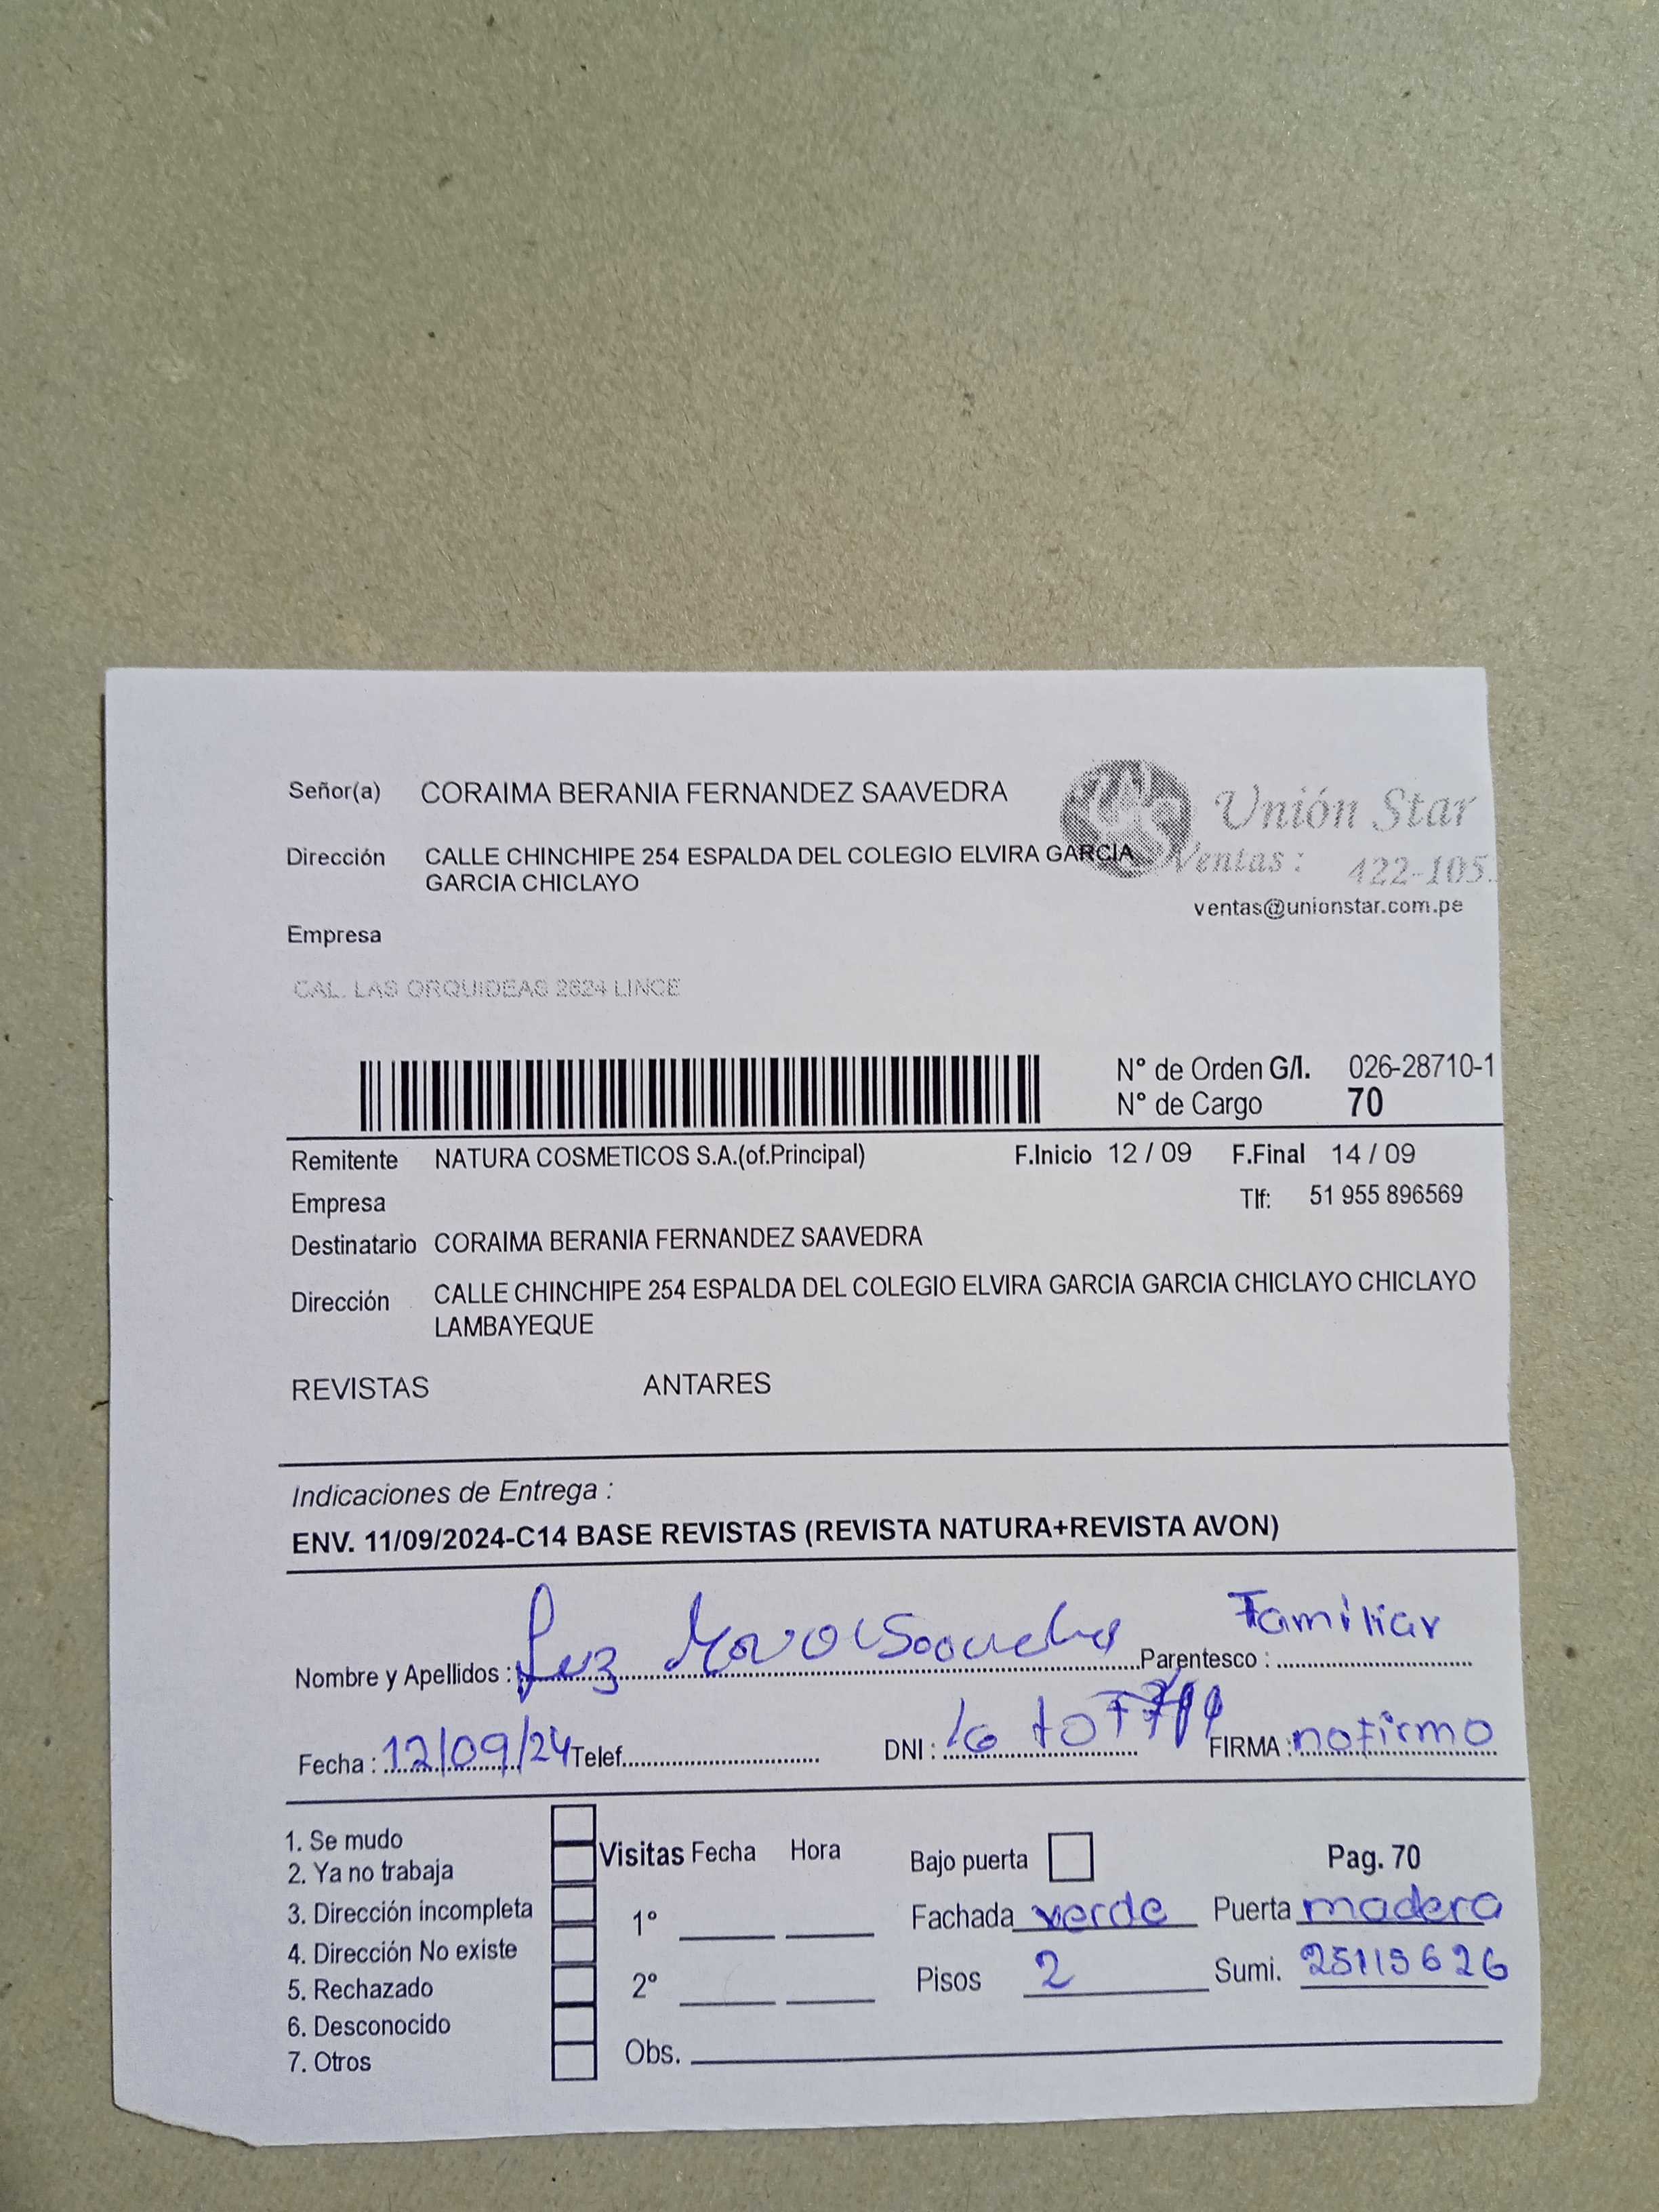 Señor(a) CORAIMA BERANIA FERNANDEZ SAAVEDRA
Unión Star
Dirección CALLE CHINCHIPE 254 ESPALDA DEL COLEGIO ELVIRA GARCIA
GARCIA CHICLAYO
Ventas : 422-105
ventas@unionstar.com.pe
Empresa
CAL. LAS ORQUIDEAS 2624 LINCE
N° de Orden G/I. 026-28710-1
N° de Cargo 70
Remitente NATURA COSMETICOS S.A.(of.Principal) F.Inicio 12 / 09 F.Final 14 / 09
Empresa Tlf: 51 955 896569
Destinatario CORAIMA BERANIA FERNANDEZ SAAVEDRA
Dirección CALLE CHINCHIPE 254 ESPALDA DEL COLEGIO ELVIRA GARCIA GARCIA CHICLAYO CHICLAYO
LAMBAYEQUE
REVISTAS ANTARES
Indicaciones de Entrega :
ENV. 11/09/2024-C14 BASE REVISTAS (REVISTA NATURA+REVISTA AVON)
Nombre y Apellidos : Luz Parentesco : Familiar
Fecha : 12/09/24 Telef. DNI : FIRMA : no firmo
1. Se mudo
2. Ya no trabaja
3. Dirección incompleta
4. Dirección No existe
5. Rechazado
6. Desconocido
7. Otros
Visitas Fecha Hora
1°
2°
Obs.
Bajo puerta Pag. 70
Fachada verde Puerta madera
Pisos 2 Sumi. 25115626